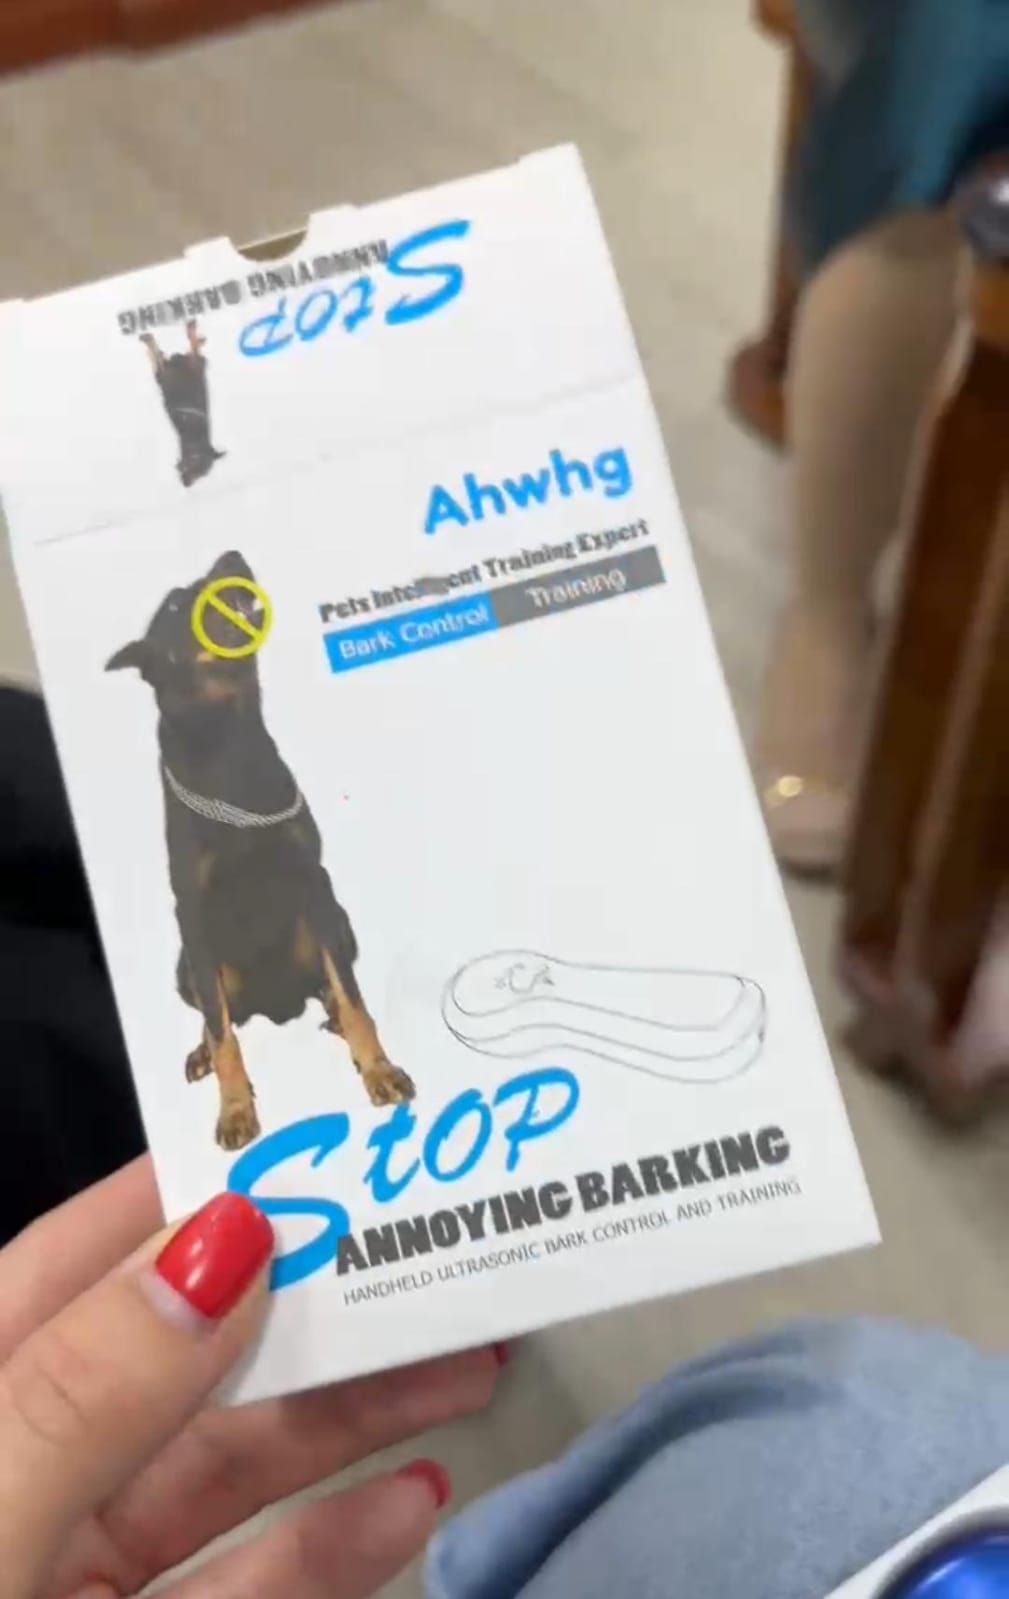 STOP
ANNOYING BARKING
Ahwhg
Pets Intelligent Training Expert
Bark Control Training
STOP
ANNOYING BARKING
HANDHELD ULTRASONIC BARK CONTROL AND TRAINING